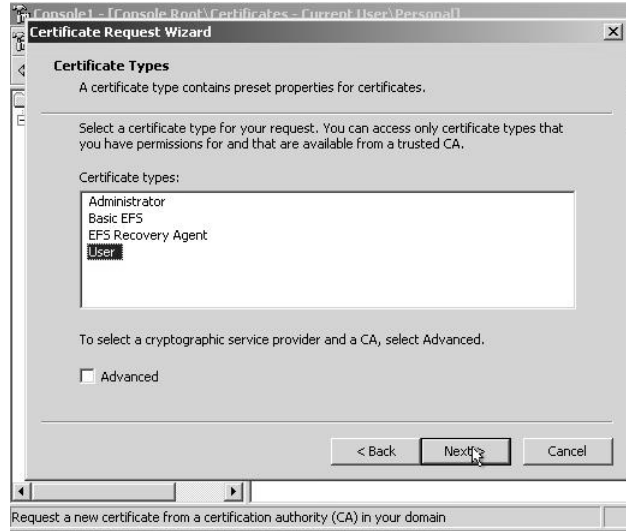 Console1 - [Console Root\Certificates - Current User\Personal]
Certificate Request Wizard
Certificate Types
A certificate type contains preset properties for certificates.
Select a certificate type for your request. You can access only certificate types that
you have permissions for and that are available from a trusted CA.
Certificate types:
Administrator
Basic EFS
EFS Recovery Agent
User
To select a cryptographic service provider and a CA, select Advanced.
Advanced
< Back Next > Cancel
Request a new certificate from a certification authority (CA) in your domain